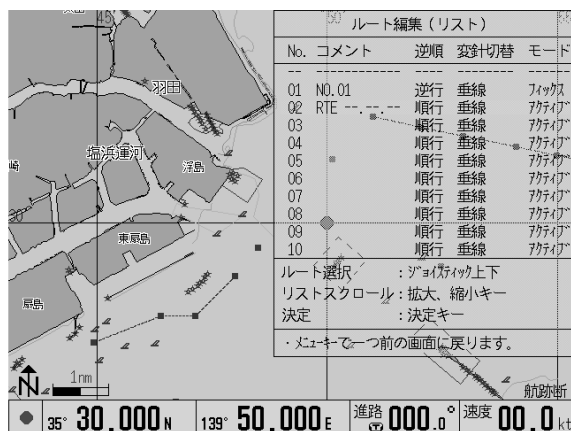 45'
50'
ルート編集（リスト）
No. コメント 逆順 変針切替 モード
-- -------- ---- -------- -----
01 NO.01 逆行 垂線 フィックス
02 RTE --.--.-- 順行 垂線 アクティブ
03 順行 垂線 アクティブ
04 順行 垂線 アクティブ
05 順行 垂線 アクティブ
06 順行 垂線 アクティブ
07 順行 垂線 アクティブ
08 順行 垂線 アクティブ
09 順行 垂線 アクティブ
10 順行 垂線 アクティブ
ルート選択 ：ジョイスティック上下
リストスクロール：拡大、縮小キー
決定 ：決定キー
・メニューキーで一つ前の画面に戻ります。
羽田
塩浜運河
浮島
崎
30
東扇島
扇島
1nm
N
航跡断
35° 30.000 N 139° 50.000 E 進路 T 000.0° 速度 00.0 kt